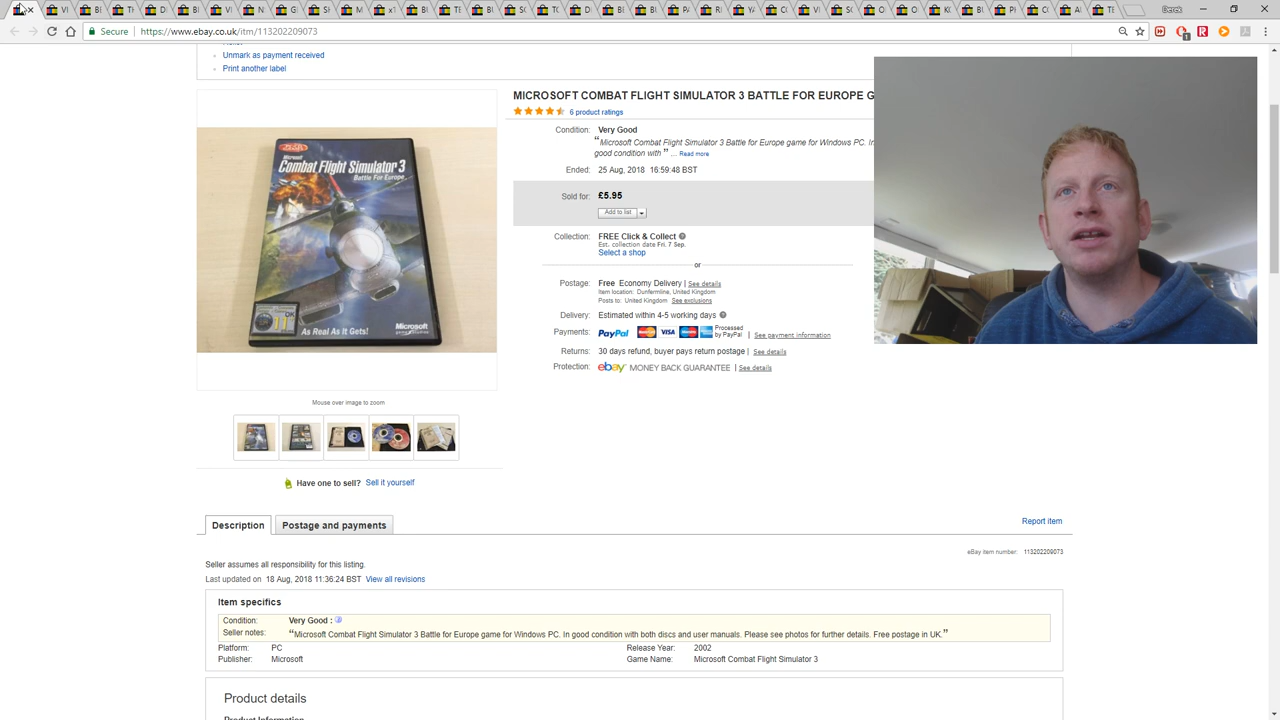 Derek
Secure
https://www.ebay.co.uk/itm/113202209073
Unmark as payment received
Print another label
MICROSOFT COMBAT FLIGHT SIMULATOR 3 BATTLE FOR EUROPE G
6 product ratings
Condition: Very Good
“Microsoft Combat Flight Simulator 3 Battle for Europe game for Windows PC. In
good condition with ” ... Read more
Ended: 25 Aug, 2018 16:59:48 BST
Sold for: £5.95
Add to list
Collection: FREE Click & Collect
Est. collection date Fri. 7 Sep.
Select a shop
or
Postage: Free Economy Delivery | See details
Item location: Dunfermline, United Kingdom
Posts to: United Kingdom See exclusions
Delivery: Estimated within 4-5 working days
Payments: PayPal VISA Processed by PayPal | See payment information
Returns: 30 days refund, buyer pays return postage | See details
Protection: ebay MONEY BACK GUARANTEE | See details
Microsoft
Combat Flight Simulator 3
Battle For Europe
As Real As It Gets!
Microsoft
Mouse over image to zoom
Have one to sell? Sell it yourself
Description
Postage and payments
Report item
eBay item number: 113202209073
Seller assumes all responsibility for this listing.
Last updated on 18 Aug, 2018 11:36:24 BST View all revisions
Item specifics
Condition: Very Good :
Seller notes: “Microsoft Combat Flight Simulator 3 Battle for Europe game for Windows PC. In good condition with both discs and user manuals. Please see photos for further details. Free postage in UK.”
Platform: PC
Release Year: 2002
Publisher: Microsoft
Game Name: Microsoft Combat Flight Simulator 3
Product details